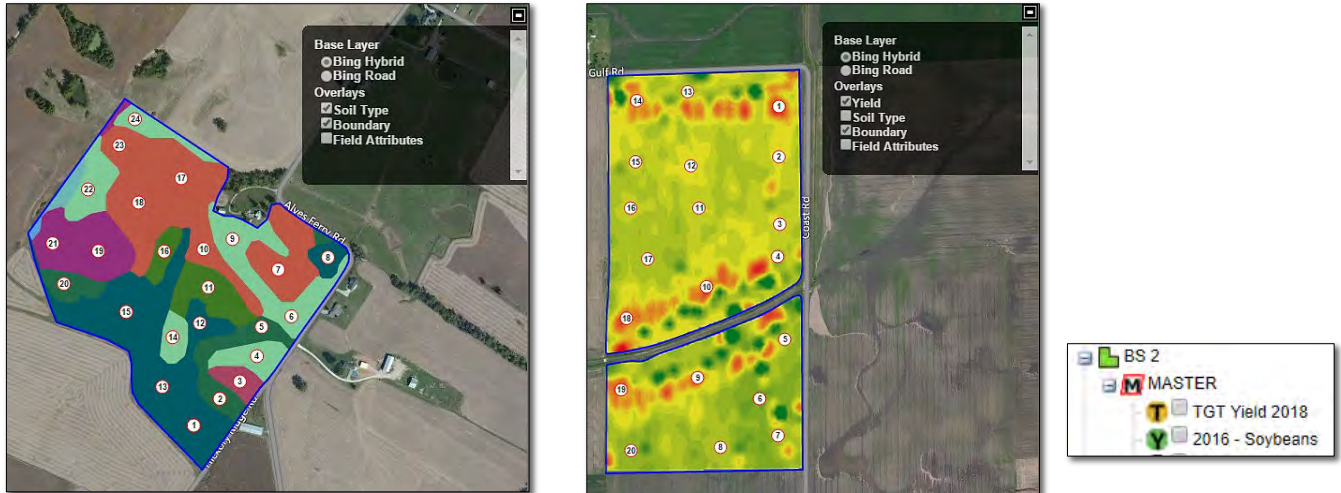 Base Layer
Bing Hybrid
Bing Road
Overlays
Soil Type
Boundary
Field Attributes
24
23
17
22
18
Alves Ferry Rd
9
21
19
16
10
8
7
20
11
15
6
12
5
14
4
3
13
2
1
Hickory Ridge Rd
Base Layer
Bing Hybrid
Bing Road
Overlays
Yield
Soil Type
Boundary
Field Attributes
Gulf Rd
13
14
1
15
12
2
16
11
3
Coast Rd
17
4
10
18
5
9
19
6
7
8
20
BS 2
M MASTER
T TGT Yield 2018
Y 2016 - Soybeans